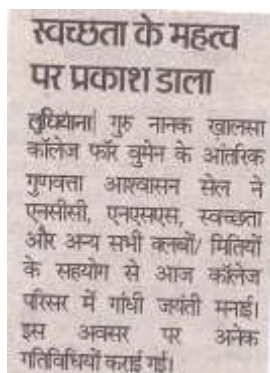 स्वच्छता के महत्व
पर प्रकाश डाला
लुधियाना| गुरु नानक खालसा
कॉलेज फॉर वुमेन के आंतरिक
गुणवत्ता आश्वासन सेल ने
एनसीसी, एनएसएस, स्वच्छता
और अन्य सभी क्लबों/ मितियों
के सहयोग से आज कॉलेज
परिसर में गांधी जयंती मनाई।
इस अवसर पर अनेक
गतिविधियाँ कराई गईं।